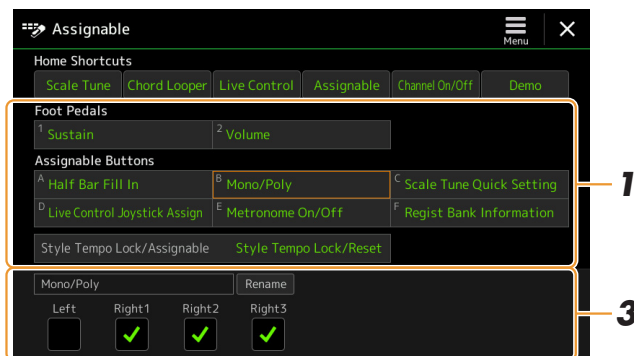 Assignable
Menu
Home Shortcuts
Scale Tune Chord Looper Live Control Assignable Channel On/Off Demo
Foot Pedals
1 Sustain 2 Volume
Assignable Buttons
A Half Bar Fill In B Mono/Poly C Scale Tune Quick Setting
D Live Control Joystick Assign E Metronome On/Off F Regist Bank Information
Style Tempo Lock/Assignable Style Tempo Lock/Reset
1
Mono/Poly Rename
Left Right1 Right2 Right3
3